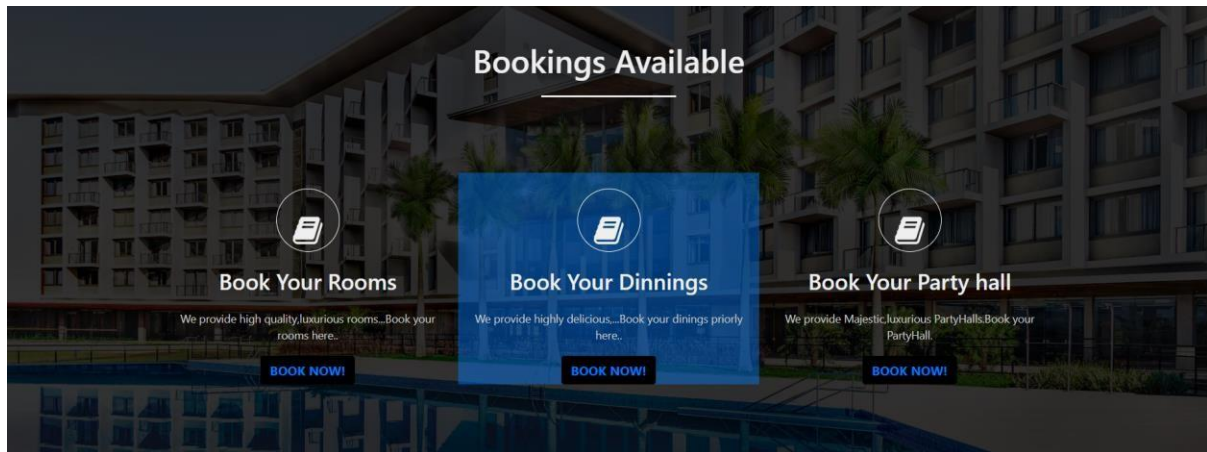 Bookings Available
Book Your Rooms
We provide high quality,luxurious rooms...Book your
rooms here..
BOOK NOW!
Book Your Dinnings
We provide highly delicious,...Book your dinings priorly
here..
BOOK NOW!
Book Your Party hall
We provide Majestic,luxurious PartyHalls.Book your
PartyHall.
BOOK NOW!